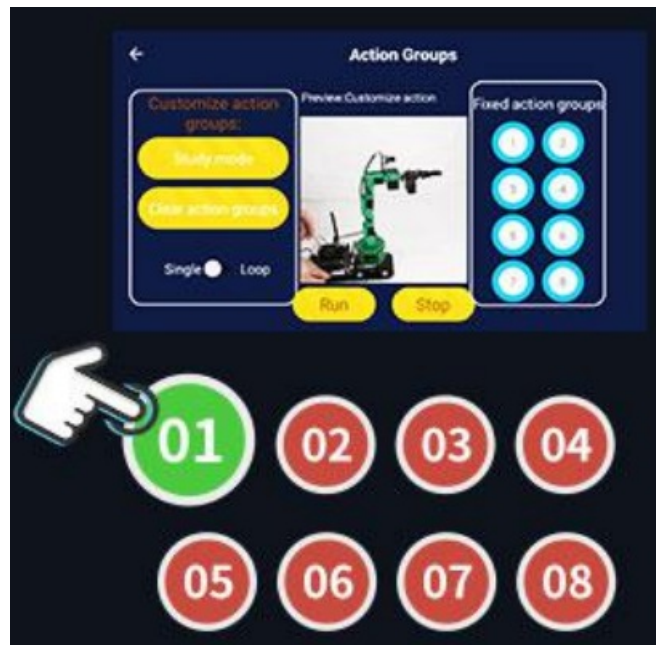 Action Groups
Customize action
groups:
Study mode
Clear action groups
Single Loop
Preview:Customize action
Run Stop
Fixed action groups
1 2
3 4
5 6
7 8
01 02 03 04
05 06 07 08